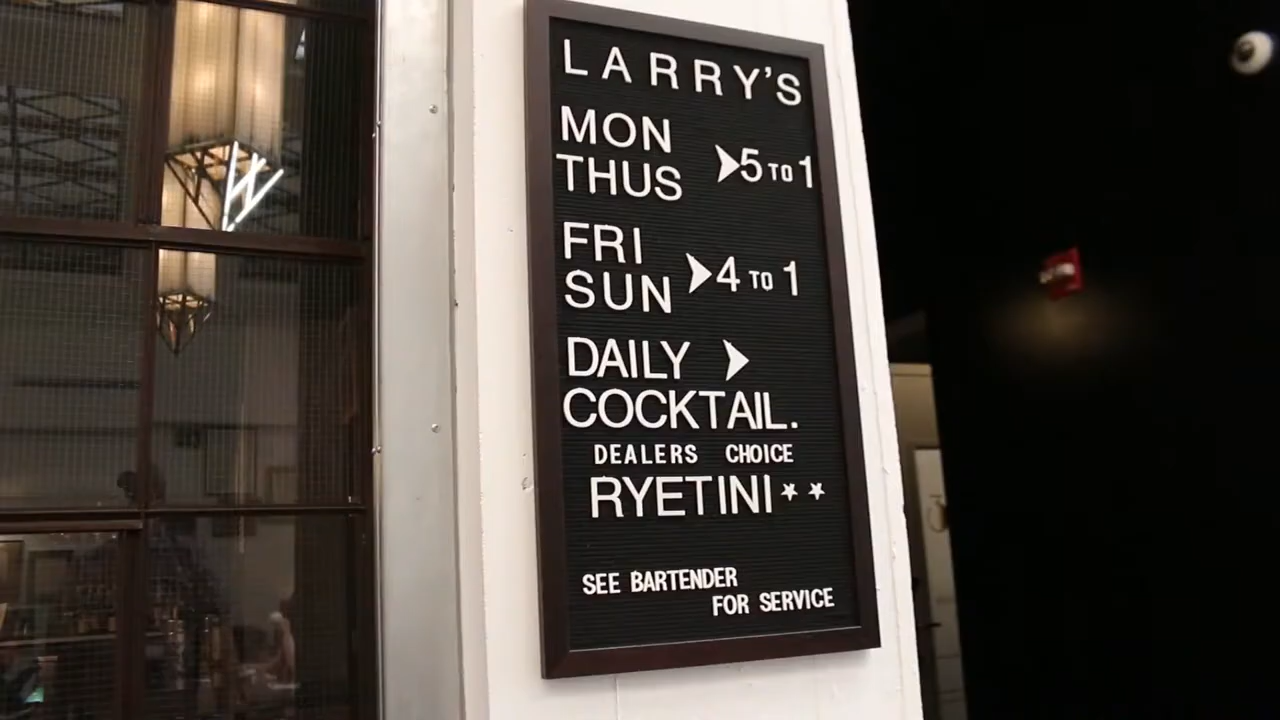 LARRY'S
MON
THUS
➤5 TO 1
FRI
SUN
➤4 TO 1
DAILY ➤
COCKTAIL.
DEALERS CHOICE
RYETINI★★
SEE BARTENDER
FOR SERVICE